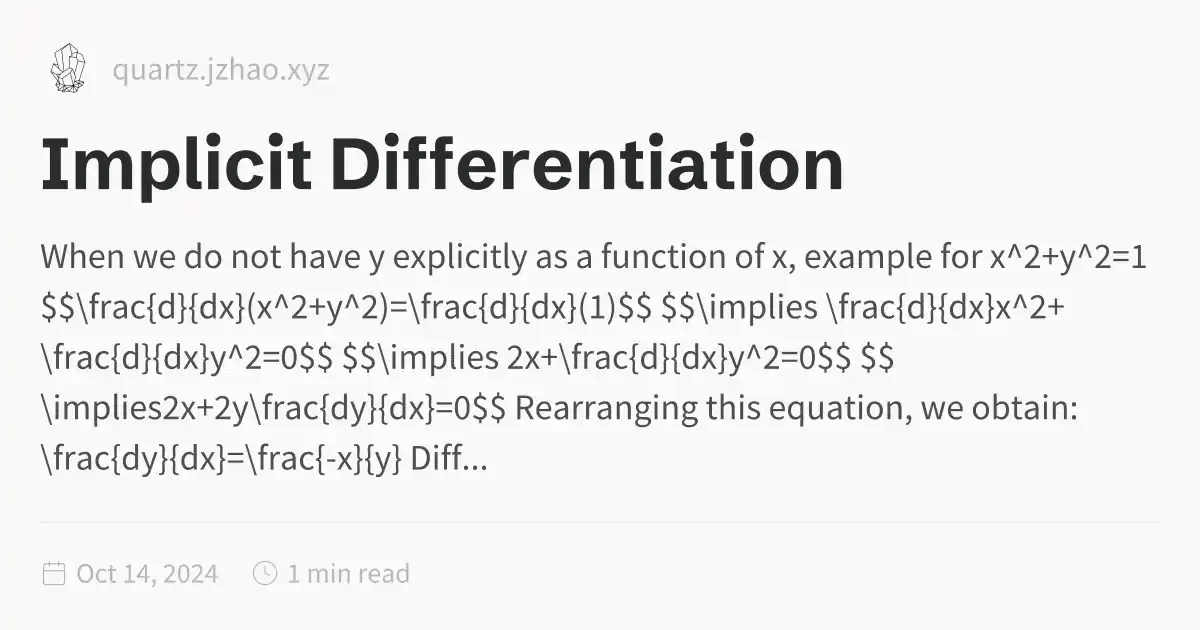 quartz.jzhao.xyz
Implicit Differentiation
When we do not have y explicitly as a function of x, example for x^2+y^2=1
$$\frac{d}{dx}(x^2+y^2)=\frac{d}{dx}(1)$$ $$\implies \frac{d}{dx}x^2+
\frac{d}{dx}y^2=0$$ $$\implies 2x+\frac{d}{dx}y^2=0$$ $$
\implies2x+2y\frac{dy}{dx}=0$$ Rearranging this equation, we obtain:
\frac{dy}{dx}=\frac{-x}{y} Diff...
Oct 14, 2024 1 min read